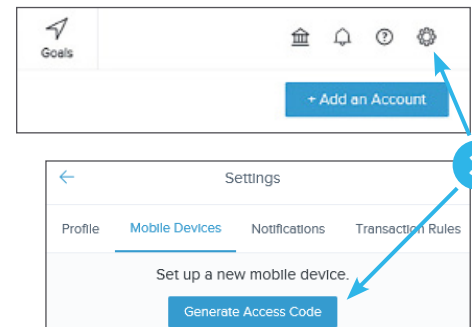 Goals
+ Add an Account
Settings
Profile Mobile Devices Notifications Transaction Rules
Set up a new mobile device.
Generate Access Code